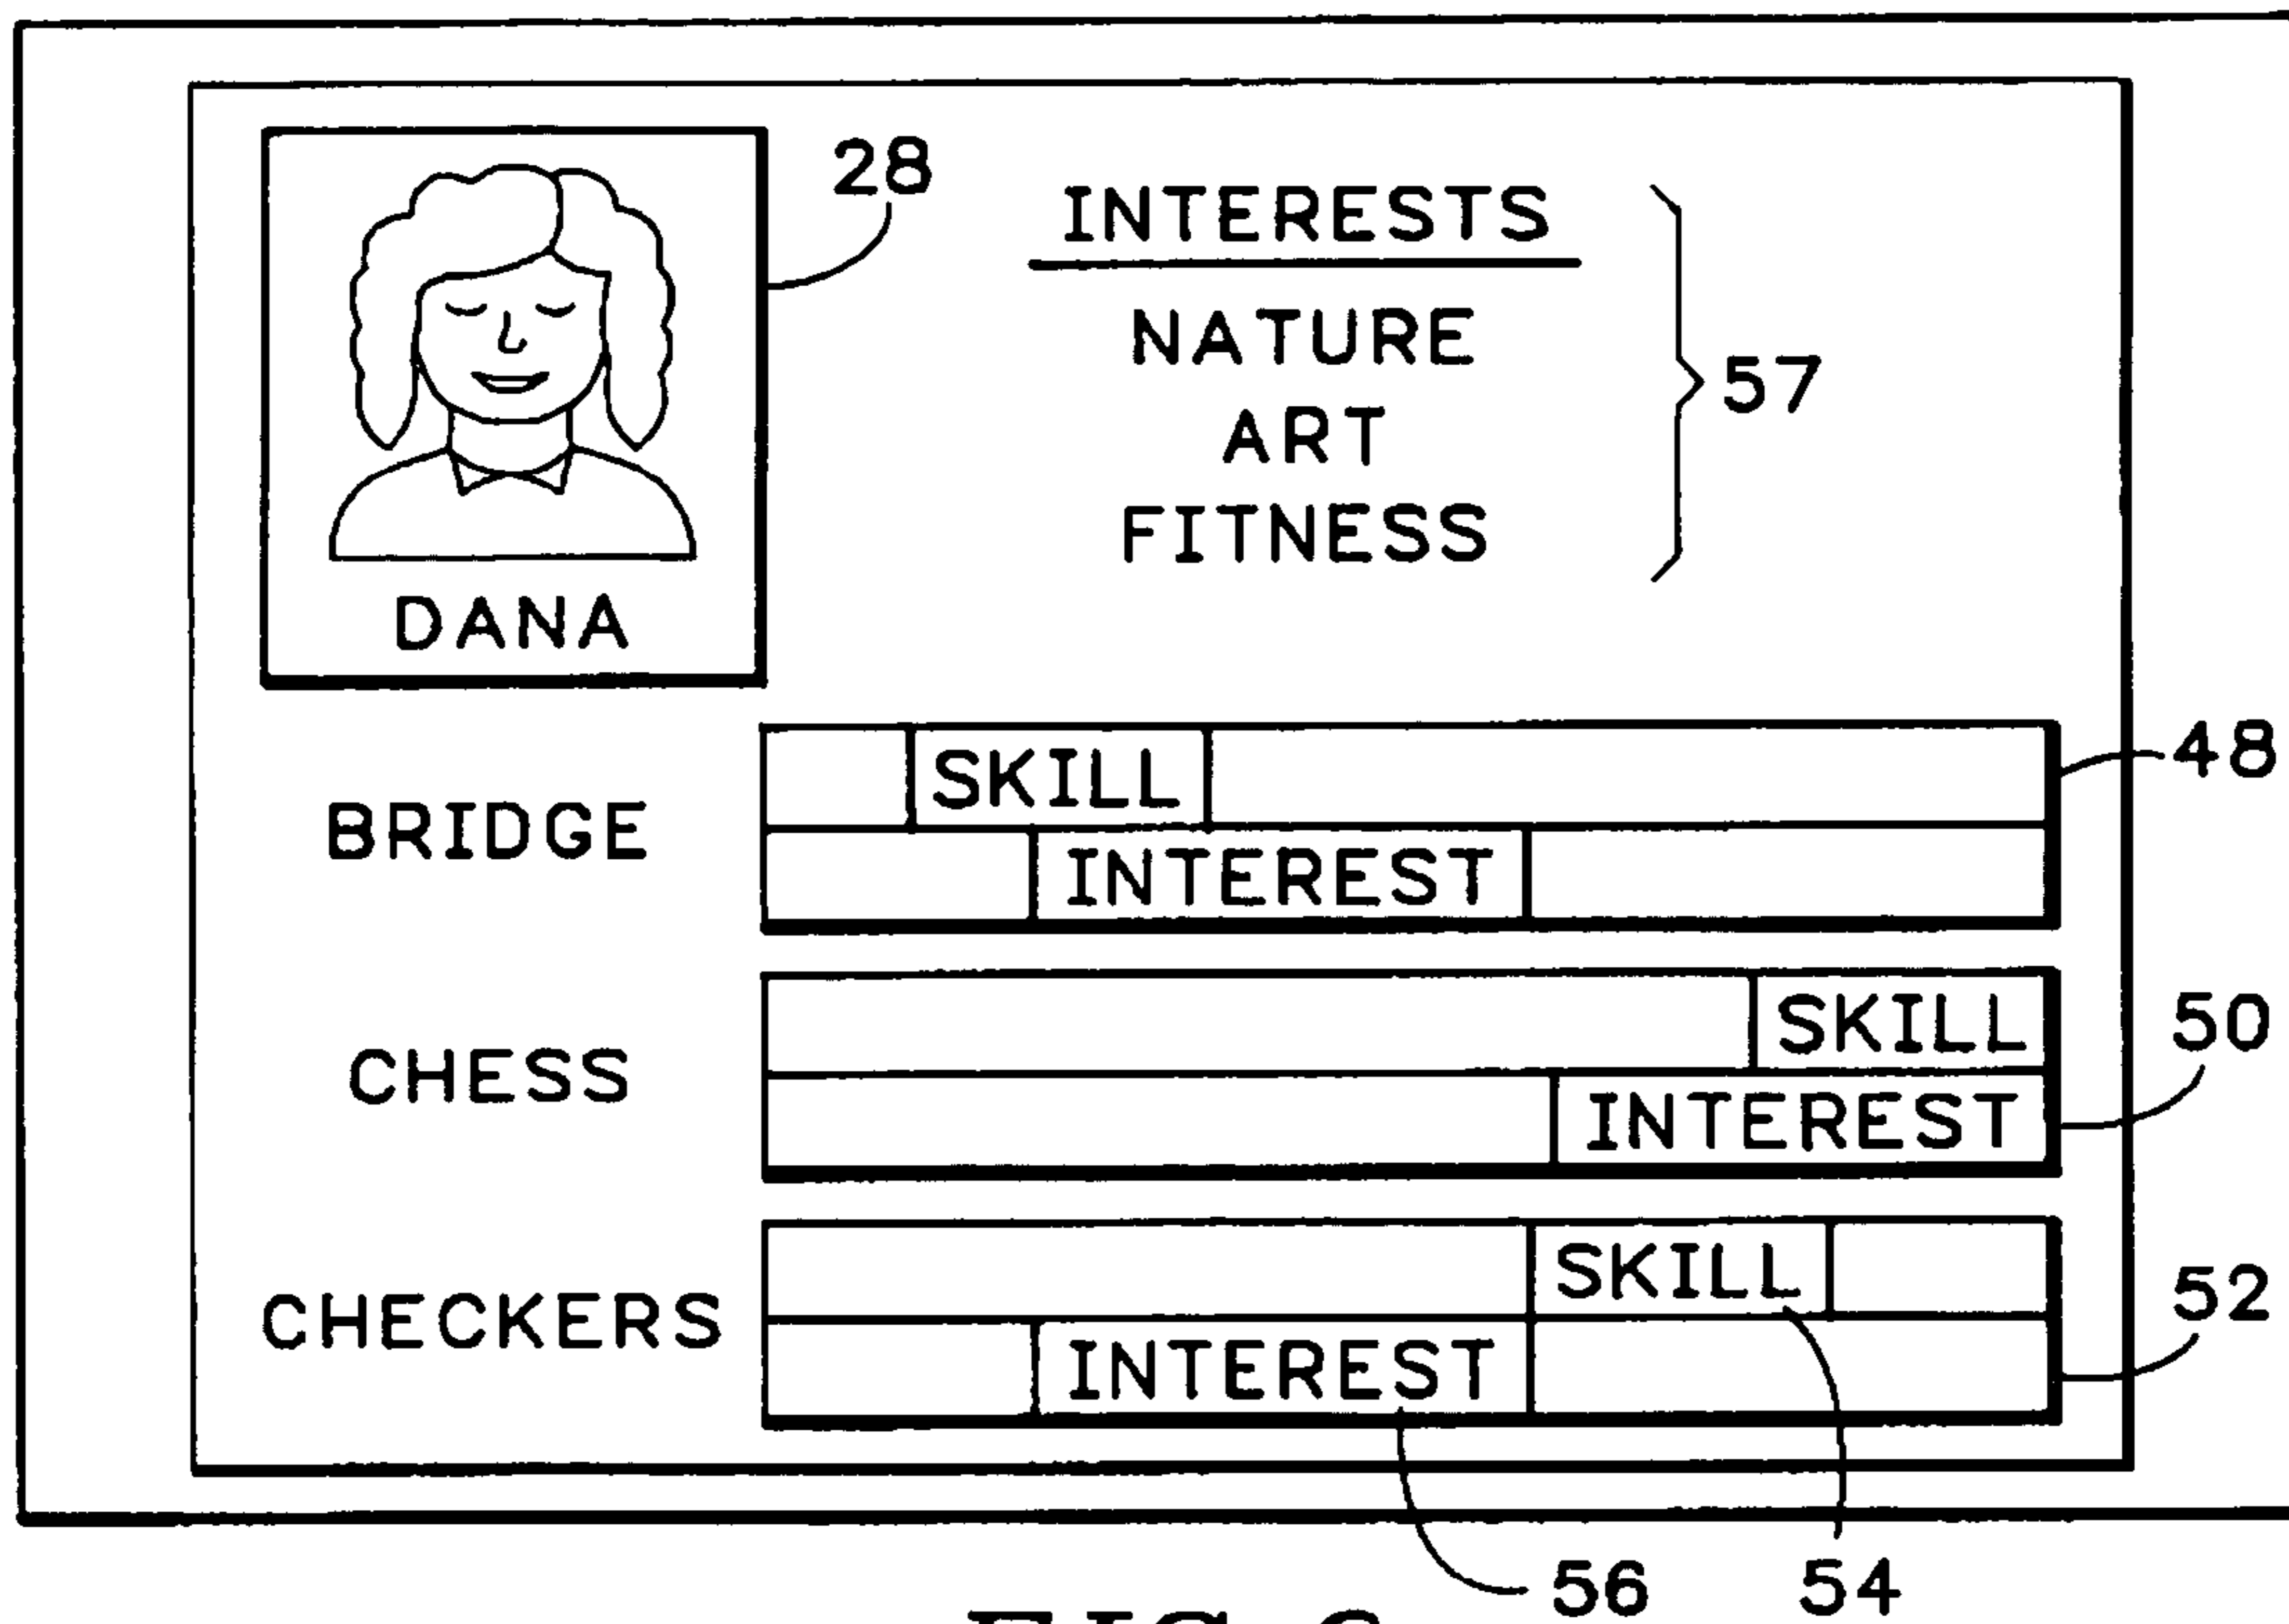 28
INTERESTS
NATURE
ART
FITNESS
57
DANA
BRIDGE
SKILL
INTEREST
48
CHESS
SKILL
INTEREST
50
CHECKERS
SKILL
INTEREST
52
56
54